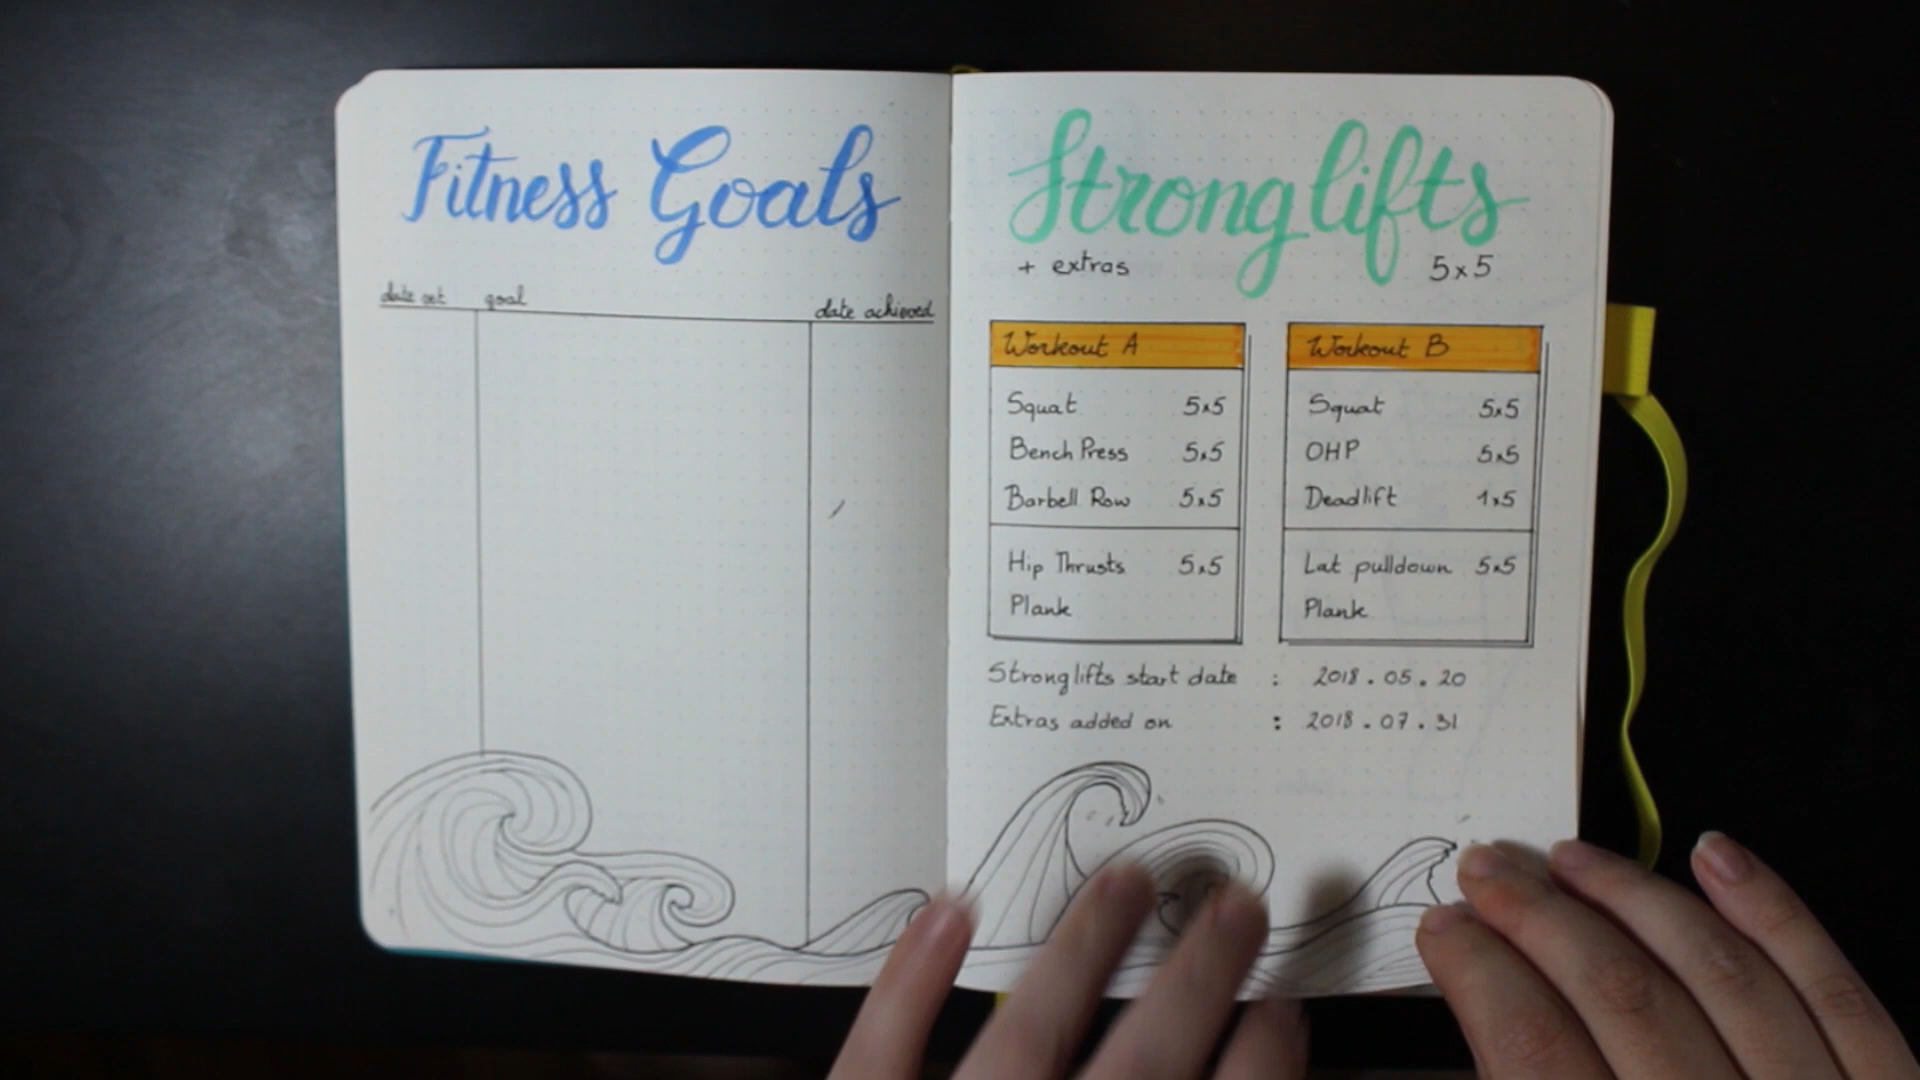 Fitness Goals
date set goal date achieved
Stronglifts
+ extras 5x5
Workout A
Squat 5x5
Bench Press 5x5
Barbell Row 5x5
Hip Thrusts 5x5
Plank
Workout B
Squat 5x5
OHP 5x5
Deadlift 1x5
Lat pulldown 5x5
Plank
Stronglifts start date : 2018.05.20
Extras added on : 2018.07.31